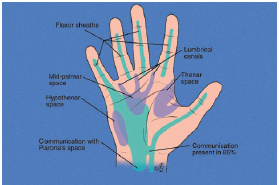 Flexor sheaths
Lumbrical
canals
Mid-palmar
space
Thenar
space
Hypothenar
space
Communication with
Parona's space
Communication
present in 85%